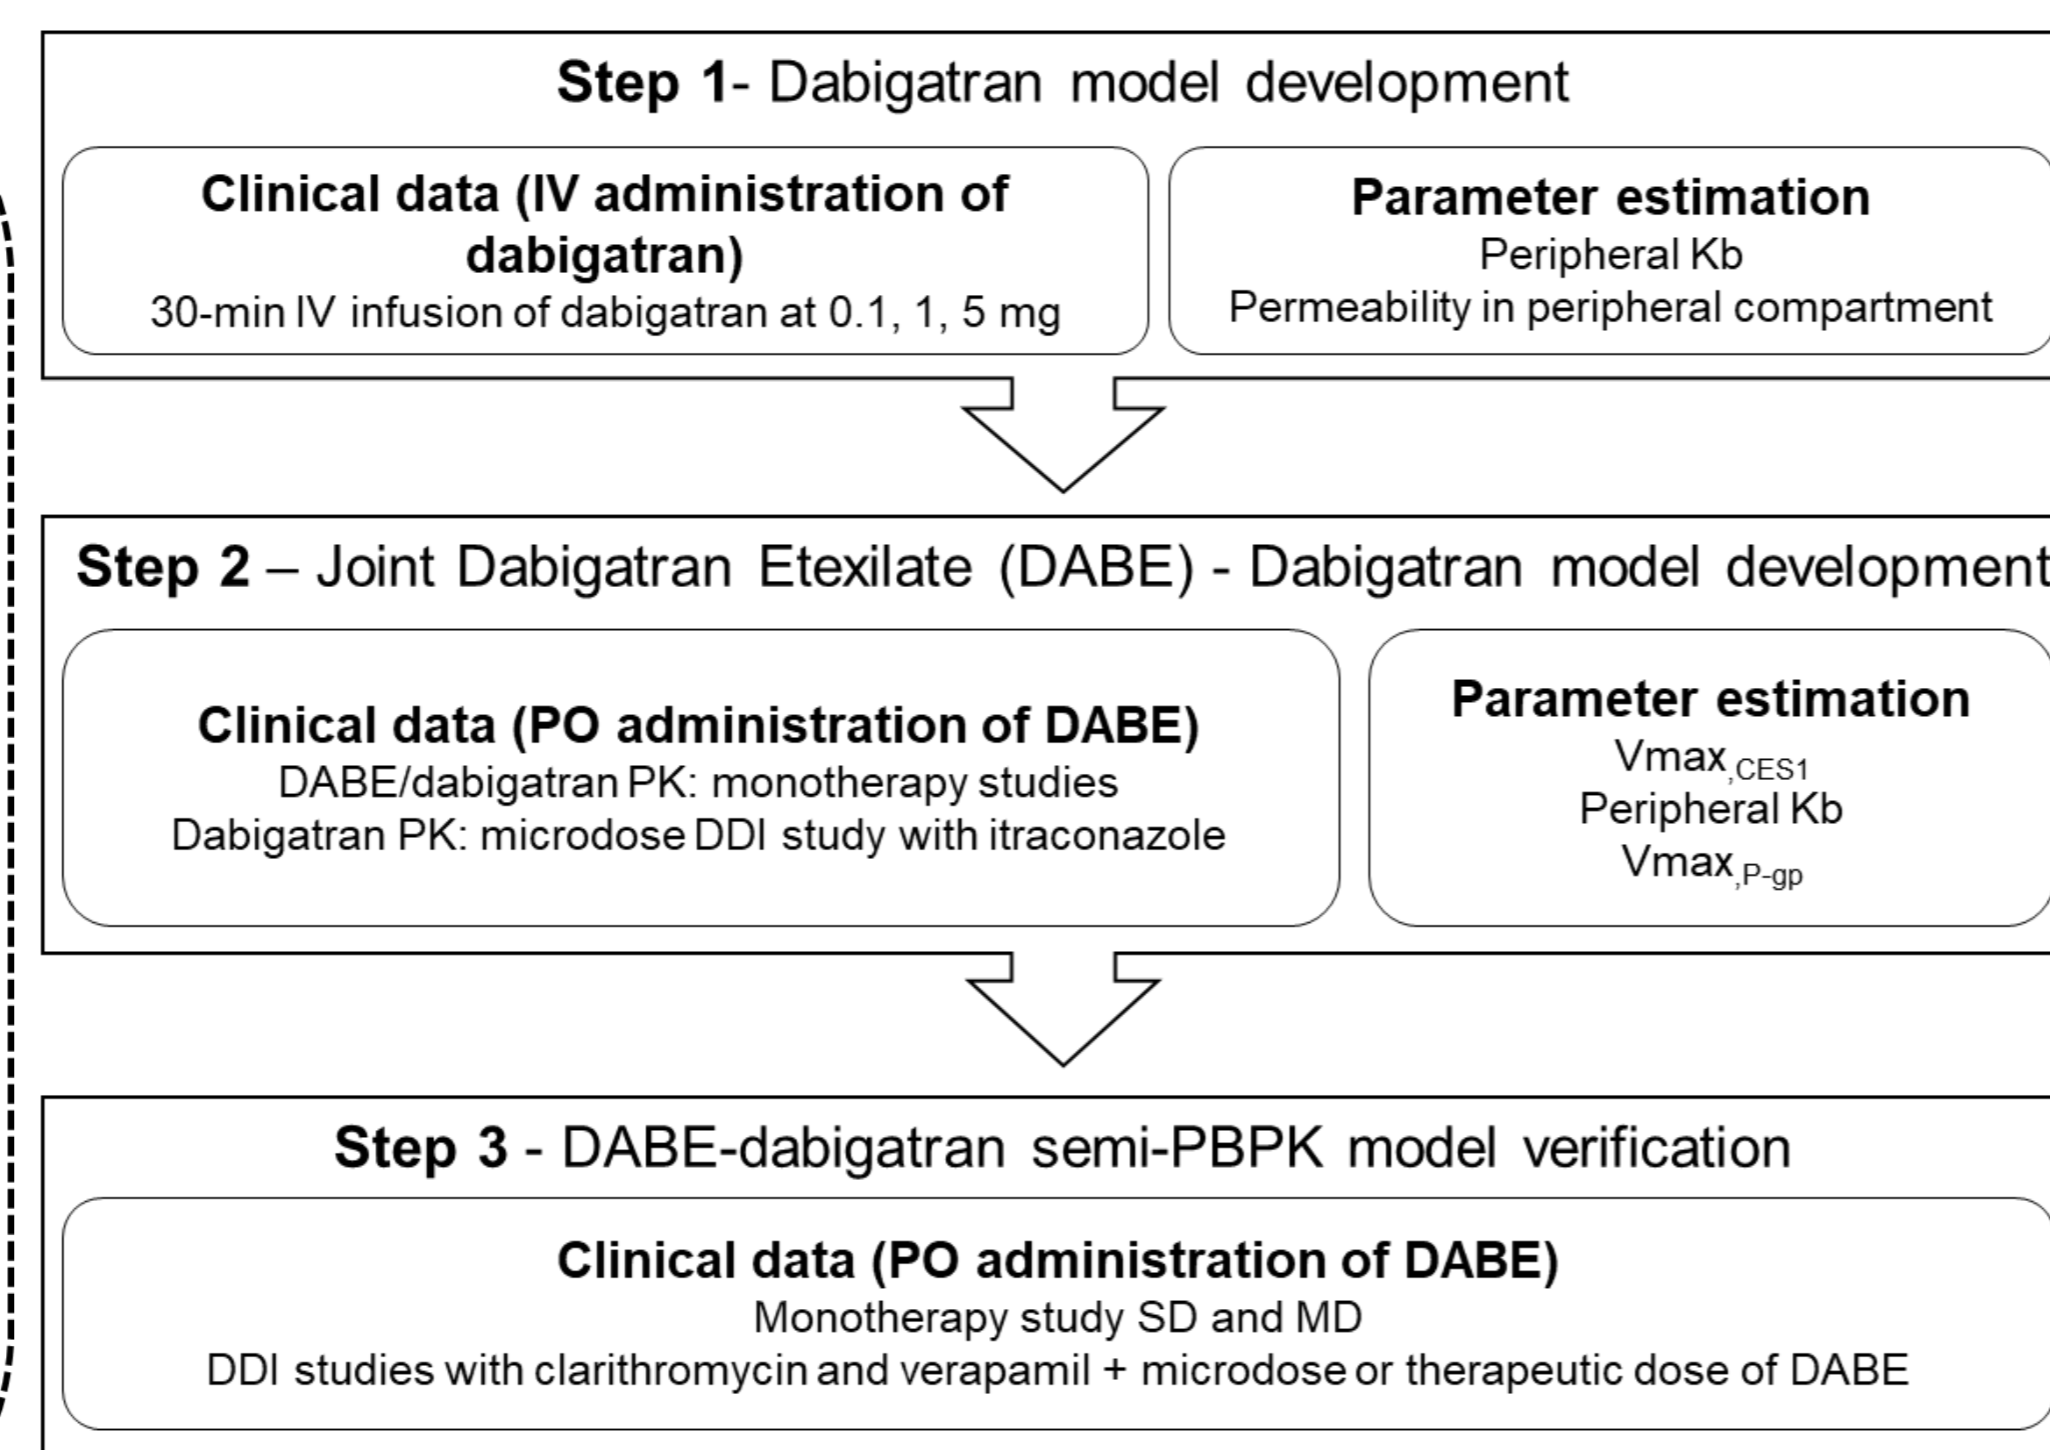 Step 1- Dabigatran model development
Clinical data (IV administration of
dabigatran)
30-min IV infusion of dabigatran at 0.1, 1, 5 mg
Parameter estimation
Peripheral Kb
Permeability in peripheral compartment
Step 2 – Joint Dabigatran Etexilate (DABE) - Dabigatran model development
Clinical data (PO administration of DABE)
DABE/dabigatran PK: monotherapy studies
Dabigatran PK: microdose DDI study with itraconazole
Parameter estimation
Vmax,CES1
Peripheral Kb
Vmax,P-gp
Step 3 - DABE-dabigatran semi-PBPK model verification
Clinical data (PO administration of DABE)
Monotherapy study SD and MD
DDI studies with clarithromycin and verapamil + microdose or therapeutic dose of DABE